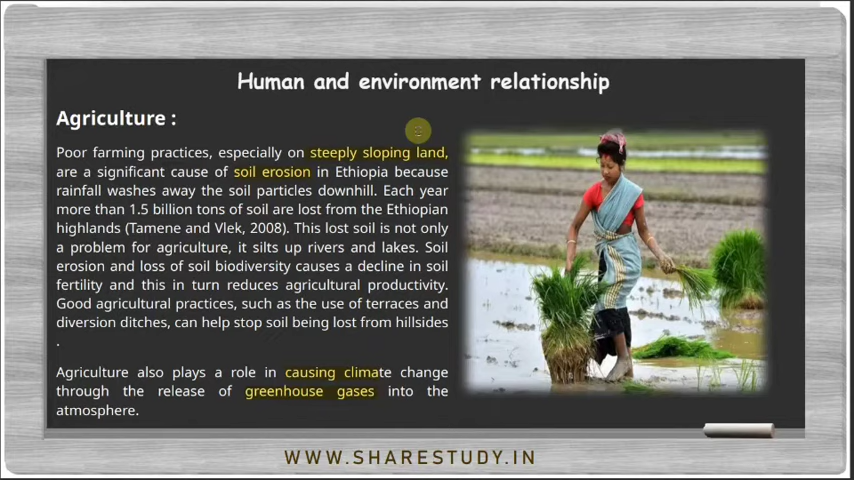 Human and environment relationship
Agriculture :
Poor farming practices, especially on steeply sloping land,
are a significant cause of soil erosion in Ethiopia because
rainfall washes away the soil particles downhill. Each year
more than 1.5 billion tons of soil are lost from the Ethiopian
highlands (Tamene and Vlek, 2008). This lost soil is not only
a problem for agriculture, it silts up rivers and lakes. Soil
erosion and loss of soil biodiversity causes a decline in soil
fertility and this in turn reduces agricultural productivity.
Good agricultural practices, such as the use of terraces and
diversion ditches, can help stop soil being lost from hillsides
.
Agriculture also plays a role in causing climate change
through the release of greenhouse gases into the
atmosphere.
WWW.SHARESTUDY.IN